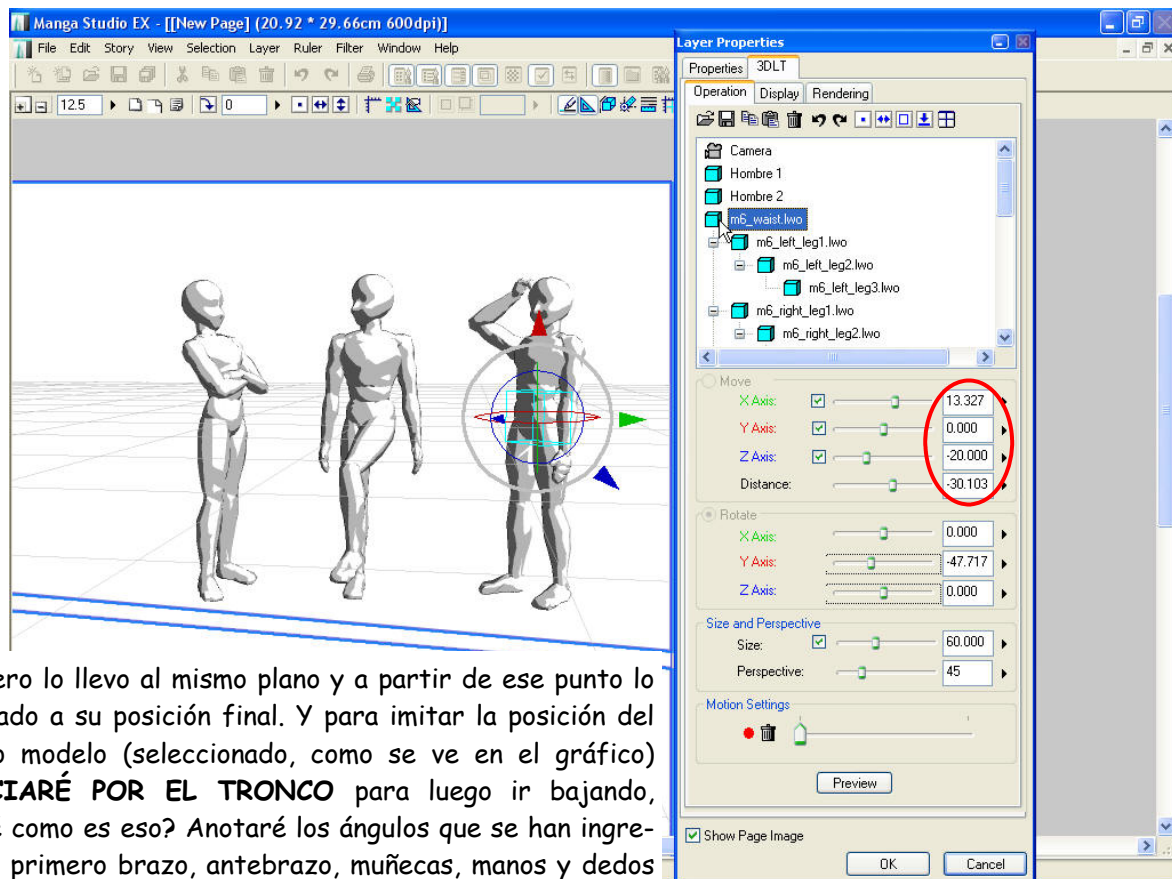 Manga Studio EX - [[New Page] (20.92 * 29.66cm 600dpi)]
File Edit Story View Selection Layer Ruler Filter Window Help
12.5 0
Layer Properties
Properties 3DLT
Operation Display Rendering
Camera
Hombre 1
Hombre 2
m6_waist.lwo
m6_left_leg1.lwo
m6_left_leg2.lwo
m6_left_leg3.lwo
m6_right_leg1.lwo
m6_right_leg2.lwo
Move
X Axis: 13.327
Y Axis: 0.000
Z Axis: -20.000
Distance: -30.103
Rotate
X Axis: 0.000
Y Axis: -47.717
Z Axis: 0.000
Size and Perspective
Size: 60.000
Perspective: 45
Motion Settings
1
Preview
Show Page Image
OK Cancel
ero lo llevo al mismo plano y a partir de ese punto lo
ado a su posición final. Y para imitar la posición del
o modelo (seleccionado, como se ve en el gráfico)
CIARÉ POR EL TRONCO para luego ir bajando,
e como es eso? Anotaré los ángulos que se han ingre-
primero brazo, antebrazo, muñecas, manos y dedos